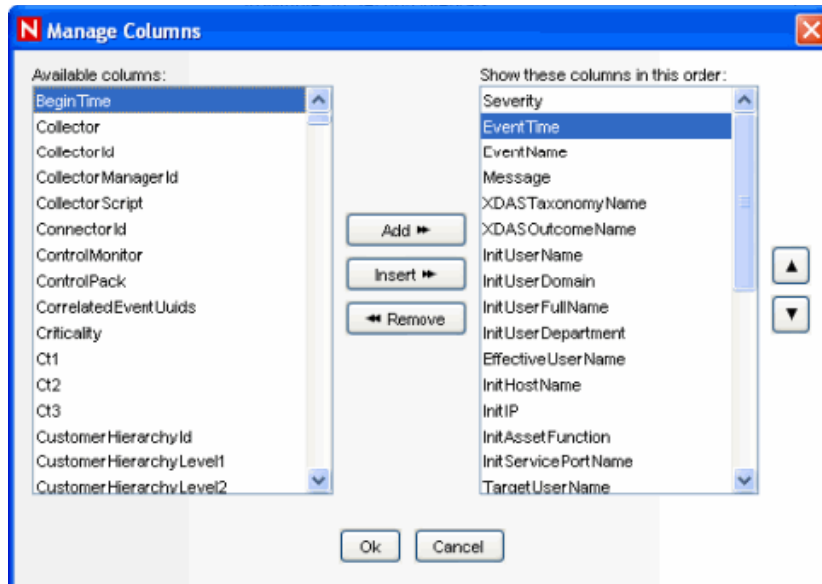 N Manage Columns
Available columns:
BeginTime
Collector
CollectorId
CollectorManagerId
CollectorScript
ConnectorId
ControlMonitor
ControlPack
CorrelatedEventUuids
Criticality
Ct1
Ct2
Ct3
CustomerHierarchyId
CustomerHierarchyLevel1
CustomerHierarchyLevel2
Add
Insert
Remove
Show these columns in this order:
Severity
EventTime
EventName
Message
XDASTaxonomyName
XDASOutcomeName
InitUserName
InitUserDomain
InitUserFullName
InitUserDepartment
EffectiveUserName
InitHostName
InitIP
InitAssetFunction
InitServicePortName
TargetUserName
Ok
Cancel